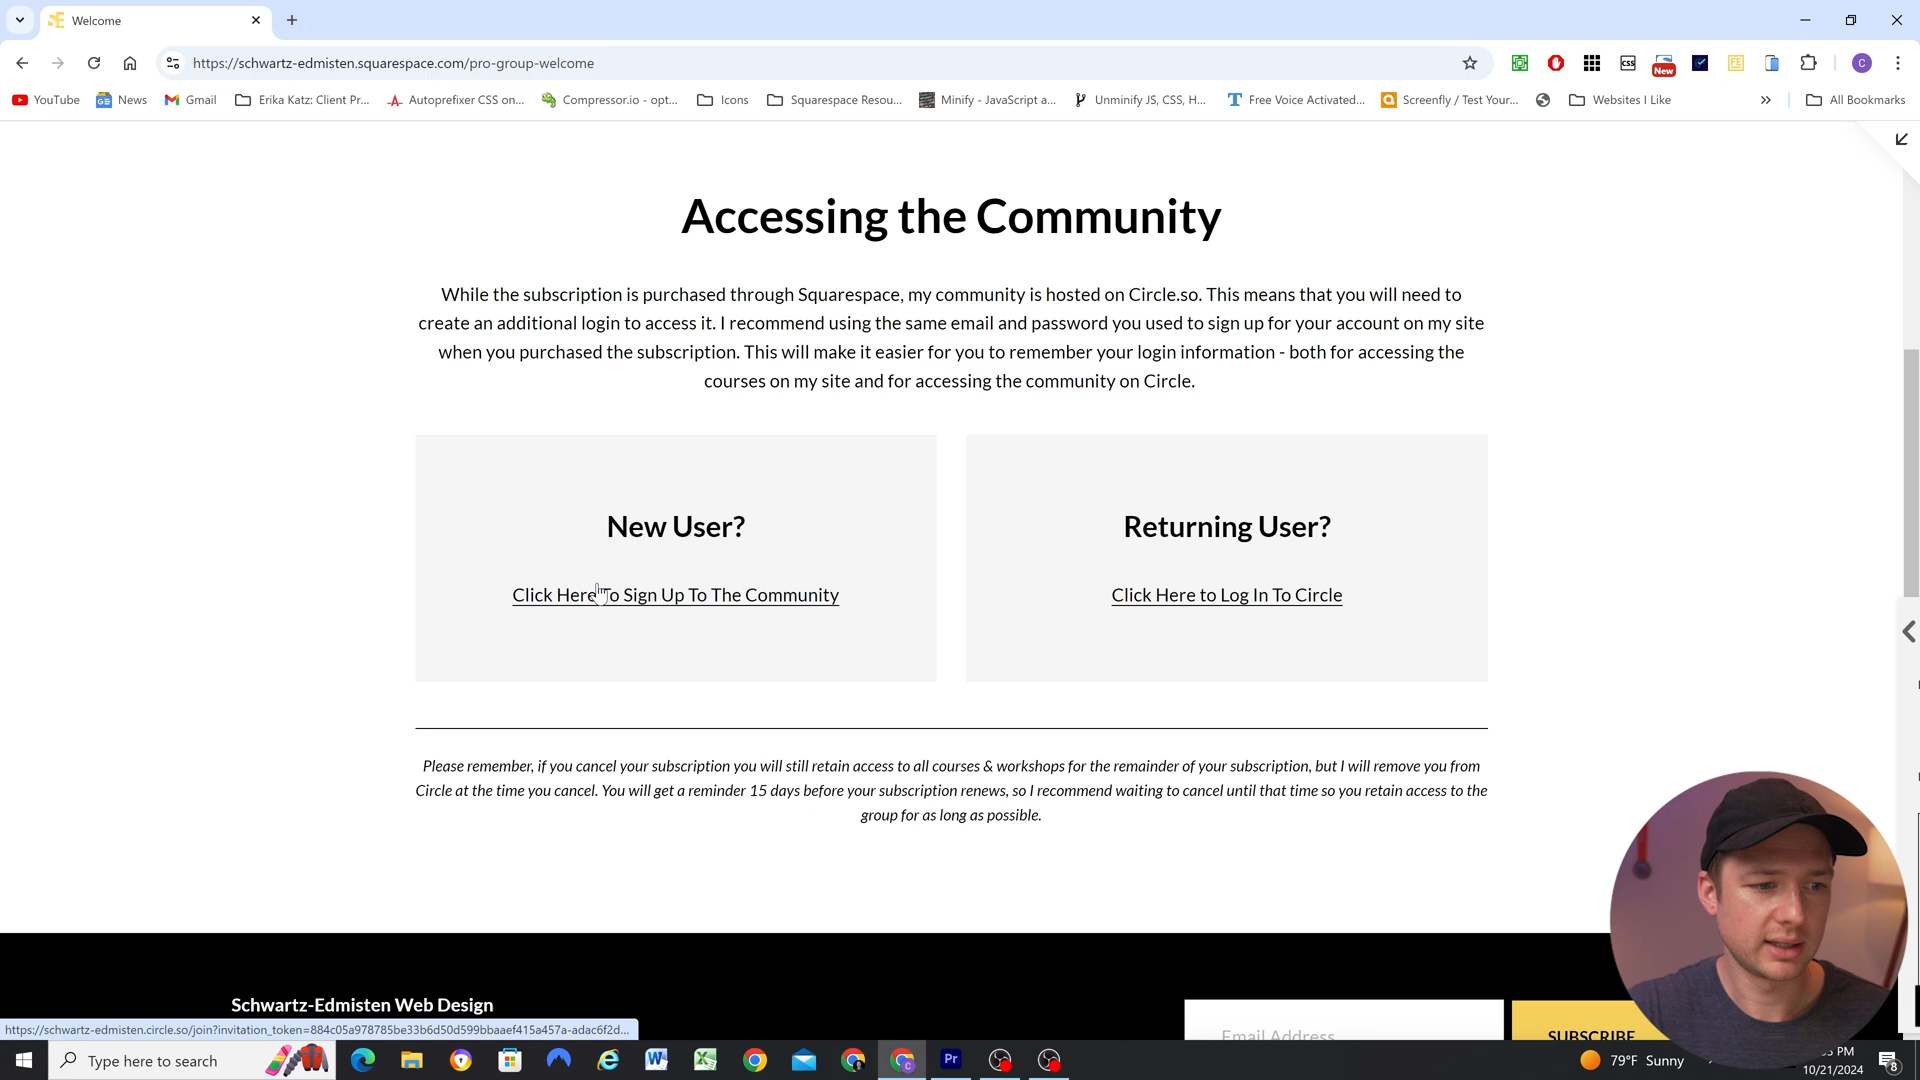 Welcome
https://schwartz-edmisten.squarespace.com/pro-group-welcome
New
YouTube News Gmail Erika Katz: Client Pr... Autoprefixer CSS on... Compressor.io - opt... Icons Squarespace Resou... Minify - JavaScript a... Unminify JS, CSS, H... Free Voice Activated... Screenfly / Test Your... Websites I Like All Bookmarks
Accessing the Community
While the subscription is purchased through Squarespace, my community is hosted on Circle.so. This means that you will need to
create an additional login to access it. I recommend using the same email and password you used to sign up for your account on my site
when you purchased the subscription. This will make it easier for you to remember your login information - both for accessing the
courses on my site and for accessing the community on Circle.
New User?
Click Here To Sign Up To The Community
Returning User?
Click Here to Log In To Circle
Please remember, if you cancel your subscription you will still retain access to all courses & workshops for the remainder of your subscription, but I will remove you from
Circle at the time you cancel. You will get a reminder 15 days before your subscription renews, so I recommend waiting to cancel until that time so you retain access to the
group for as long as possible.
Schwartz-Edmisten Web Design
Email Address
SUBSCRIBE
https://schwartz-edmisten.circle.so/join?invitation_token=884c05a978785be33b6d50d599bbaaef415a457a-adac6f2d...
Type here to search
79°F Sunny
PM
10/21/2024
8